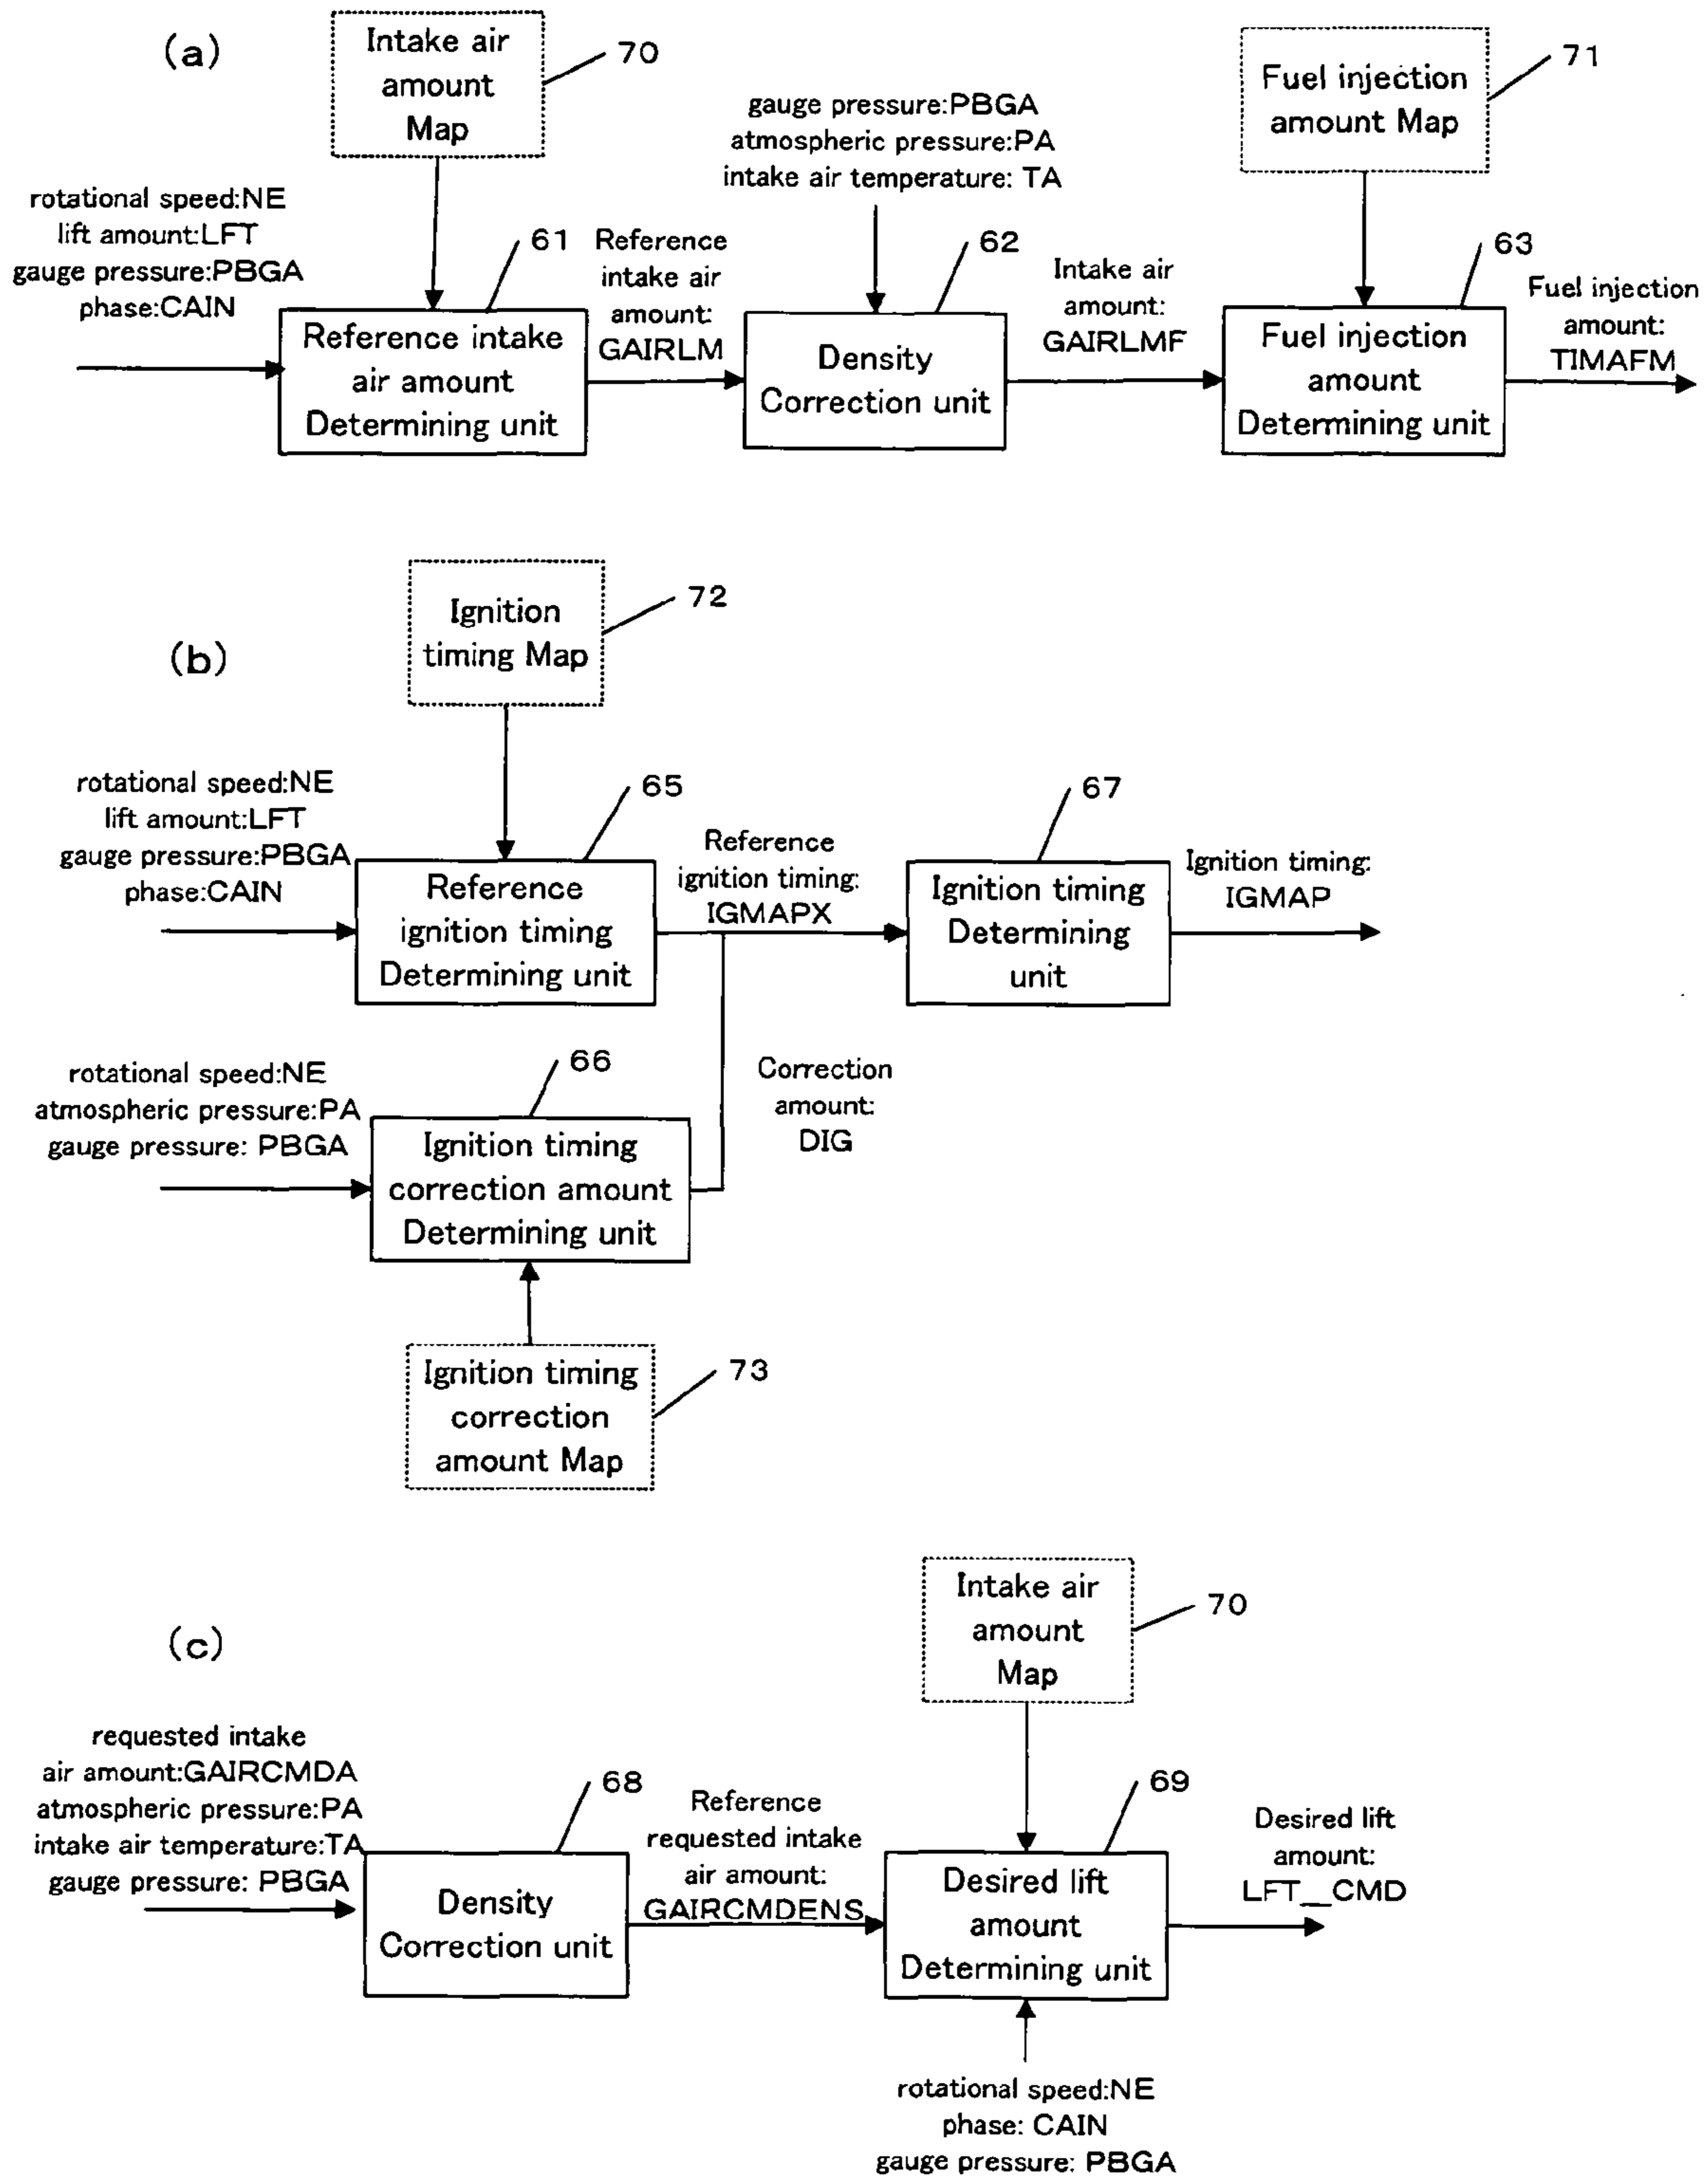 (a)
Intake air
amount
Map
70
gauge pressure:PBGA
atmospheric pressure:PA
intake air temperature: TA
Fuel injection
amount Map
71
rotational speed:NE
lift amount:LFT
gauge pressure:PBGA
phase:CAIN
61
Reference intake
air amount
Determining unit
Reference
intake air
amount:
GAIRLM
62
Density
Correction unit
Intake air
amount:
GAIRLMF
63
Fuel injection
amount
Determining unit
Fuel injection
amount:
TIMAFM
(b)
Ignition
timing Map
72
rotational speed:NE
lift amount:LFT
gauge pressure:PBGA
phase:CAIN
65
Reference
ignition timing
Determining unit
Reference
ignition timing:
IGMAPX
67
Ignition timing
Determining
unit
Ignition timing:
IGMAP
rotational speed:NE
atmospheric pressure:PA
gauge pressure: PBGA
66
Ignition timing
correction amount
Determining unit
Correction
amount:
DIG
Ignition timing
correction
amount Map
73
(c)
Intake air
amount
Map
70
requested intake
air amount:GAIRCMDA
atmospheric pressure:PA
intake air temperature:TA
gauge pressure: PBGA
68
Density
Correction unit
Reference
requested intake
air amount:
GAIRCMDENS
69
Desired lift
amount
Determining unit
Desired lift
amount:
LFT_CMD
rotational speed:NE
phase: CAIN
gauge pressure: PBGA